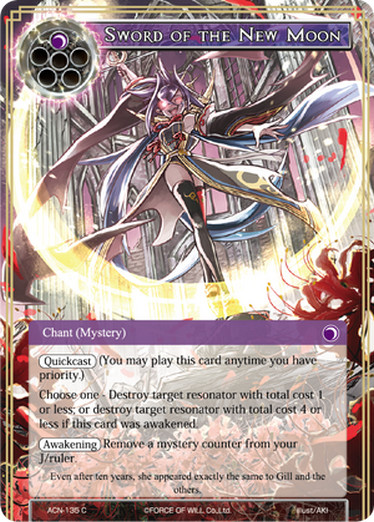 Sword of the New Moon
Chant (Mystery)
Quickcast (You may play this card anytime you have
priority.)
Choose one - Destroy target resonator with total cost 1
or less; or destroy target resonator with total cost 4 or
less if this card was awakened.
Awakening Remove a mystery counter from your
J/ruler.
Even after ten years, she appeared exactly the same to Gill and the
others.
ACN-135 C ©FORCE OF WILL Co.,Ltd. Illust/AKI